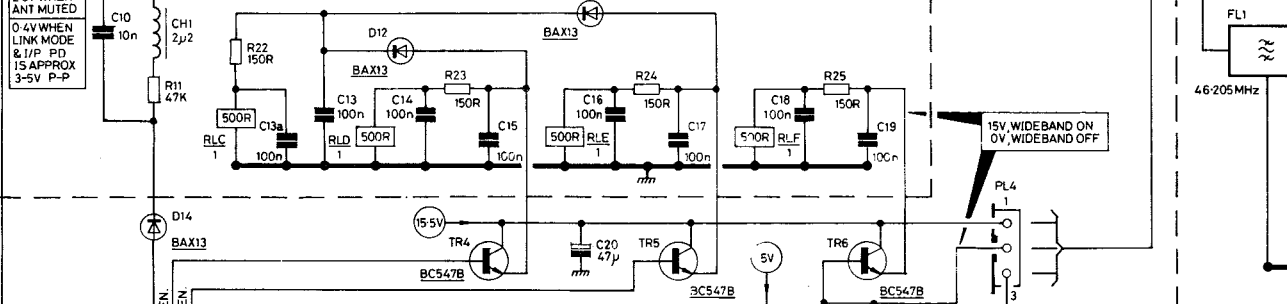 ANT MUTED
0·4V WHEN
LINK MODE
& I/P PD
IS APPROX
3-5V P-P
C10
10n
CH1
2µ2
R11
47K
R22
150R
D12
BAX13
BAX13
R23
150R
R24
150R
R25
150R
C13
100n
C14
100n
C16
100n
C18
100n
500R
C13a
100n
500R
C15
100n
500R
C17
100n
500R
C19
100n
RLC
1
RLD
1
RLE
1
RLF
1
15V, WIDEBAND ON
0V, WIDEBAND OFF
FL1
46-205MHz
PL4
1
3
D14
BAX13
15·5V
TR4
BC547B
C20
47µ
TR5
BC547B
5V
TR6
BC547B
EN.
EN.